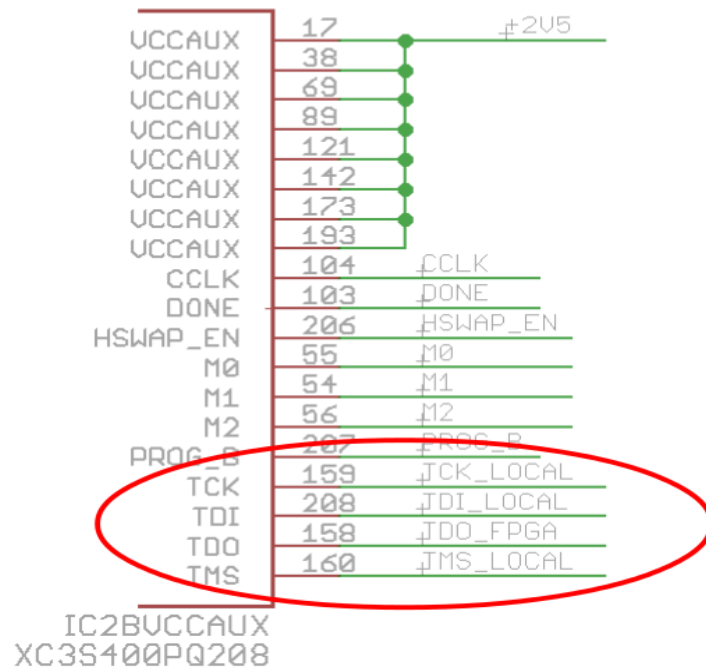 VCCAUX 17 +2V5
VCCAUX 38
VCCAUX 69
VCCAUX 89
VCCAUX 121
VCCAUX 142
VCCAUX 173
VCCAUX 193
CCLK 104 CCLK
DONE 103 DONE
HSWAP_EN 206 HSWAP_EN
M0 55 M0
M1 54 M1
M2 56 M2
PROG_B 207 PROG_B
TCK 159 TCK_LOCAL
TDI 208 TDI_LOCAL
TDO 158 TDO_FPGA
TMS 160 TMS_LOCAL
IC2BVCCAUX
XC3S400PQ208